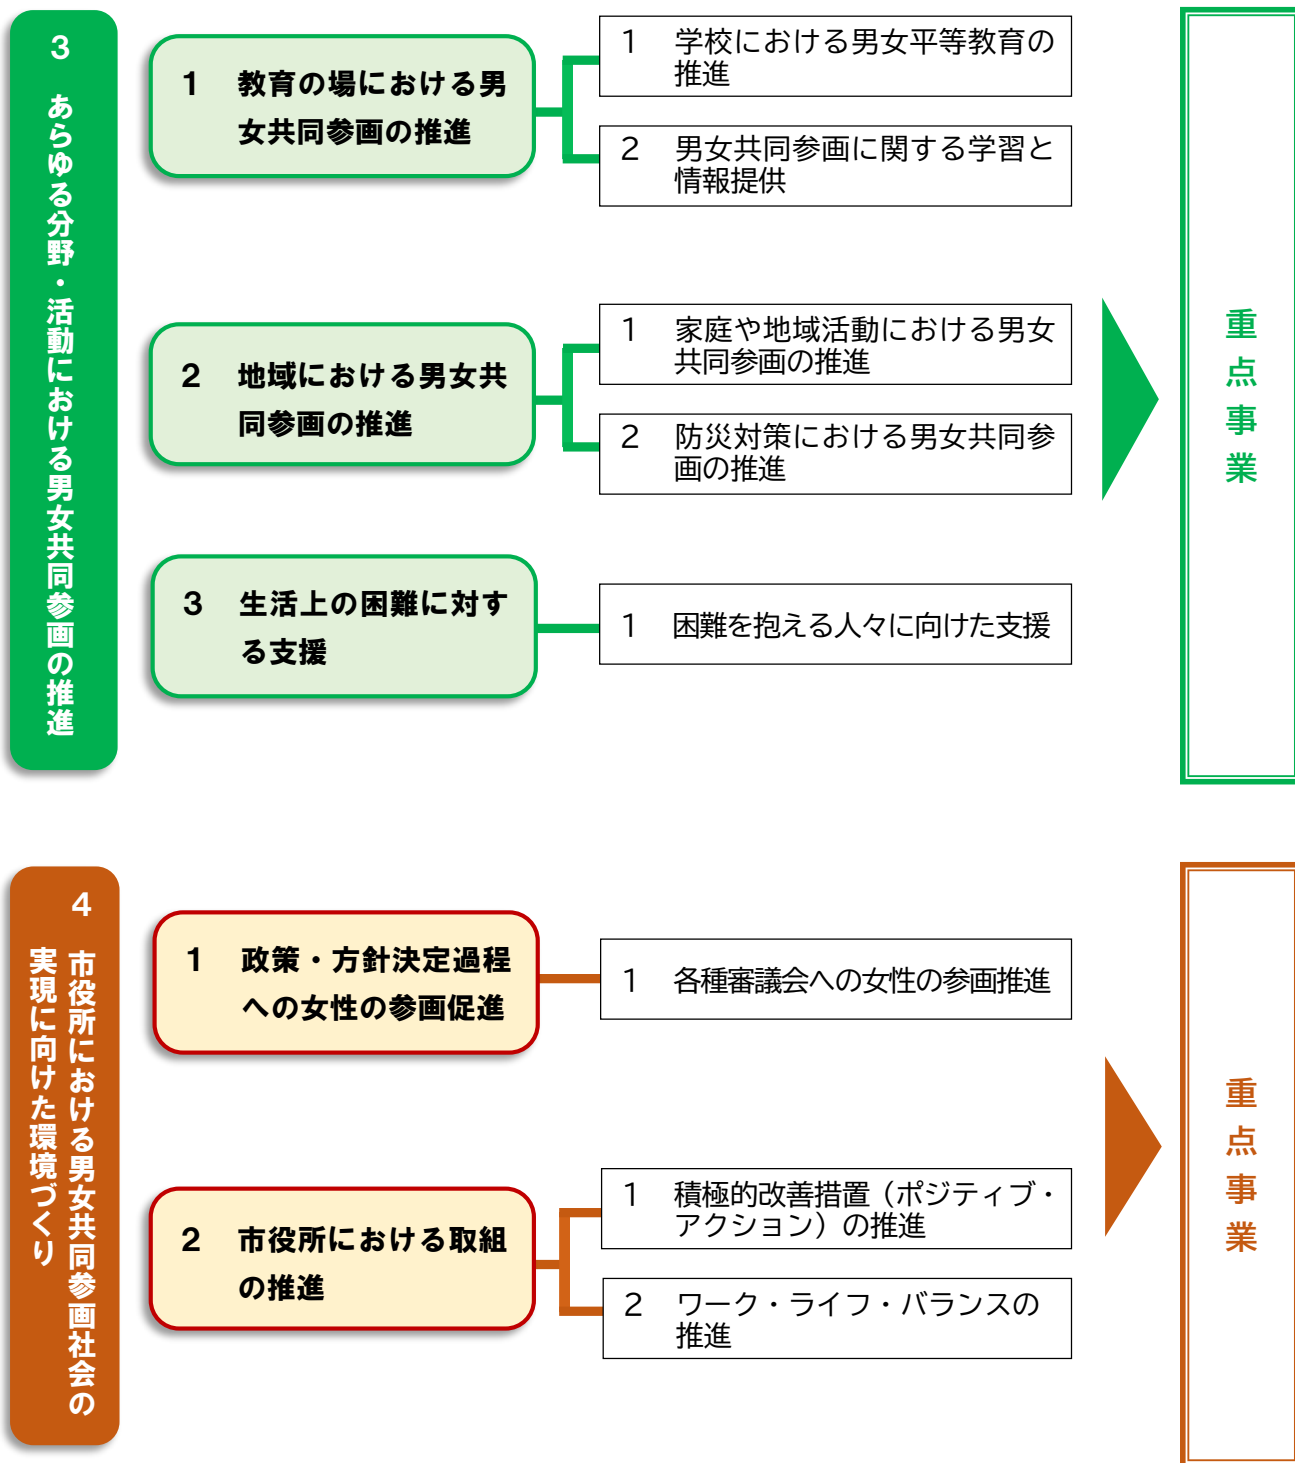 3 あらゆる分野・活動における男女共同参画の推進
1 教育の場における男
女共同参画の推進
1 学校における男女平等教育の
推進
2 男女共同参画に関する学習と
情報提供
2 地域における男女共
同参画の推進
1 家庭や地域活動における男女
共同参画の推進
2 防災対策における男女共同参
画の推進
3 生活上の困難に対す
る支援
1 困難を抱える人々に向けた支援
重点事業
4 市役所における男女共同参画社会の
実現に向けた環境づくり
1 政策・方針決定過程
への女性の参画促進
1 各種審議会への女性の参画推進
2 市役所における取組
の推進
1 積極的改善措置（ポジティブ・
アクション）の推進
2 ワーク・ライフ・バランスの
推進
重点事業